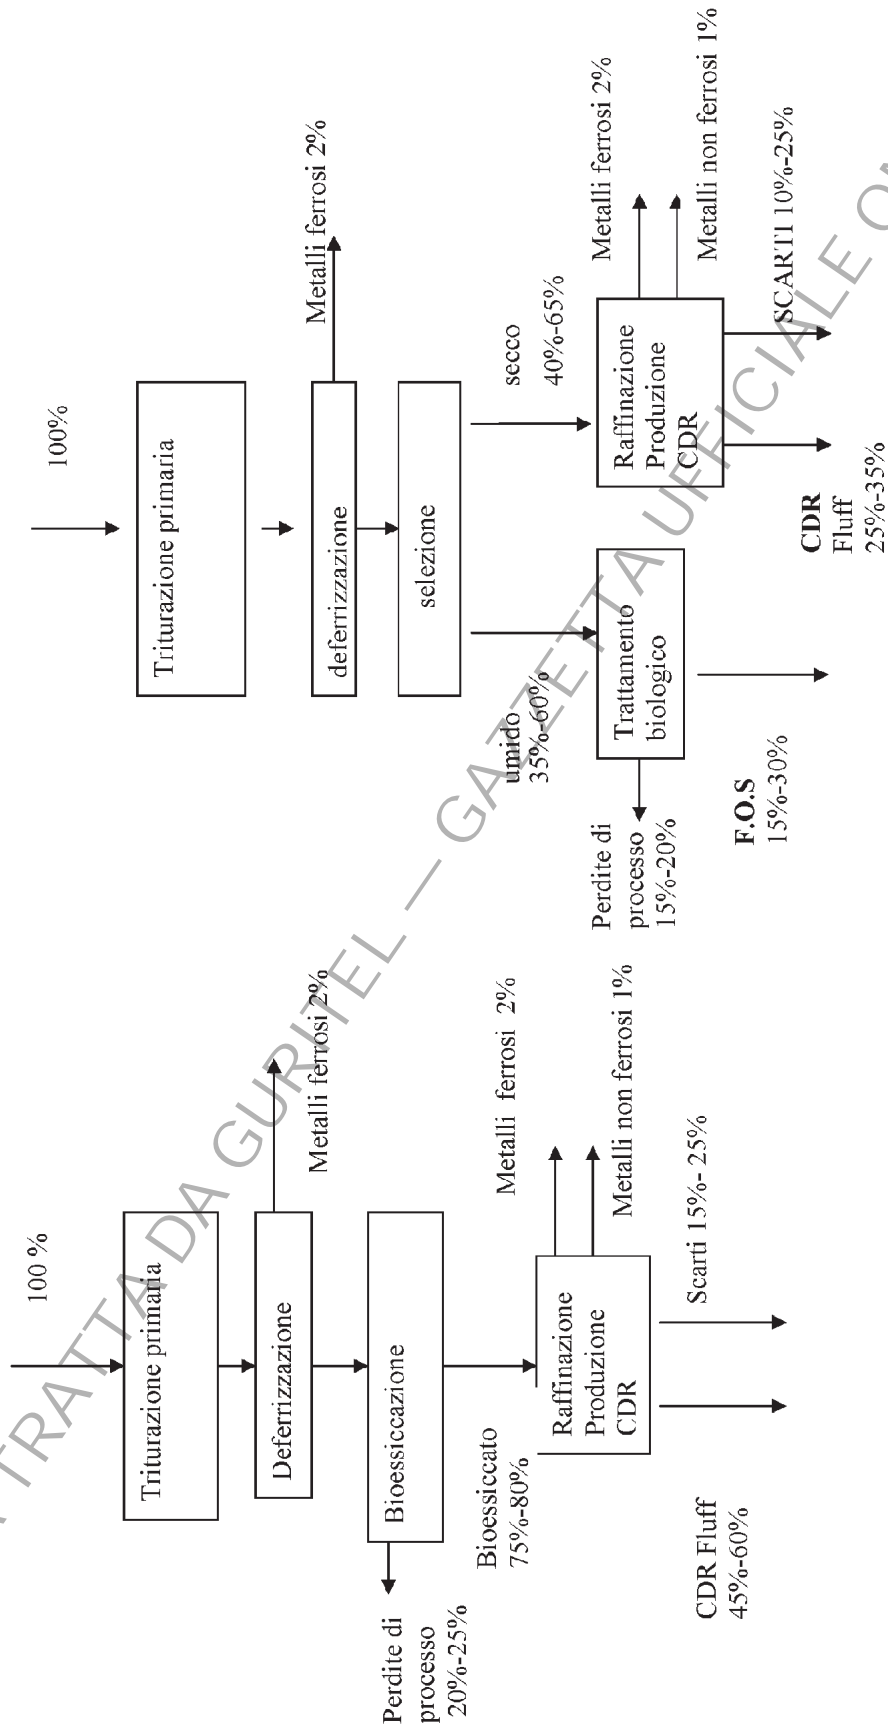 100 %
Triturazione primaria
Deferrizzazione
Metalli ferrosi 2%
Bioessiccazione
Perdite di
processo
20%-25%
Bioessiccato
75%-80%
Raffinazione
Produzione
CDR
Metalli ferrosi 2%
Metalli non ferrosi 1%
Scarti 15%- 25%
CDR Fluff
45%-60%
100%
Triturazione primaria
deferrizzazione
Metalli ferrosi 2%
selezione
umido
35%-60%
secco
40%-65%
Trattamento
biologico
Perdite di
processo
15%-20%
F.O.S
15%-30%
Raffinazione
Produzione
CDR
Metalli ferrosi 2%
Metalli non ferrosi 1%
SCARTI 10%-25%
CDR
Fluff
25%-35%
TRATTA DA GURITEL — GAZZETTA UFFICIALE